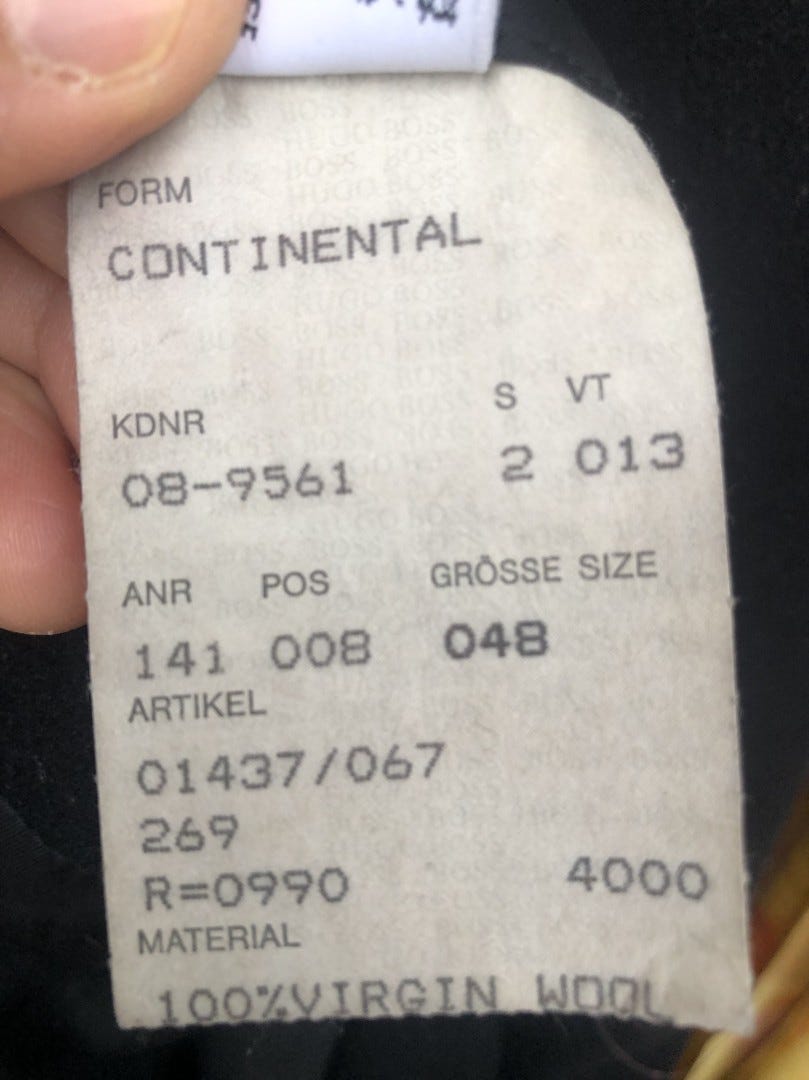 FORM
CONTINENTAL
KDNR S VT
08-9561 2 013
ANR POS GRÖSSE SIZE
141 008 048
ARTIKEL
01437/067
269
R=0990 4000
MATERIAL
100%VIRGIN WOOL